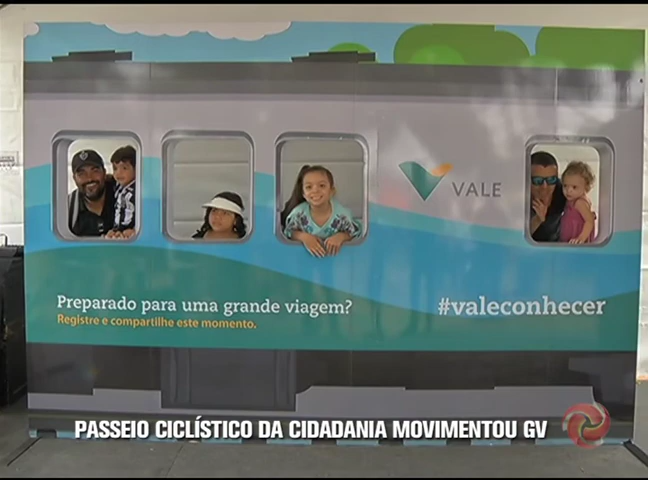 VALE
Preparado para uma grande viagem?
Registre e compartilhe este momento.
#valeconhecer
PASSEIO CICLÍSTICO DA CIDADANIA MOVIMENTOU GV